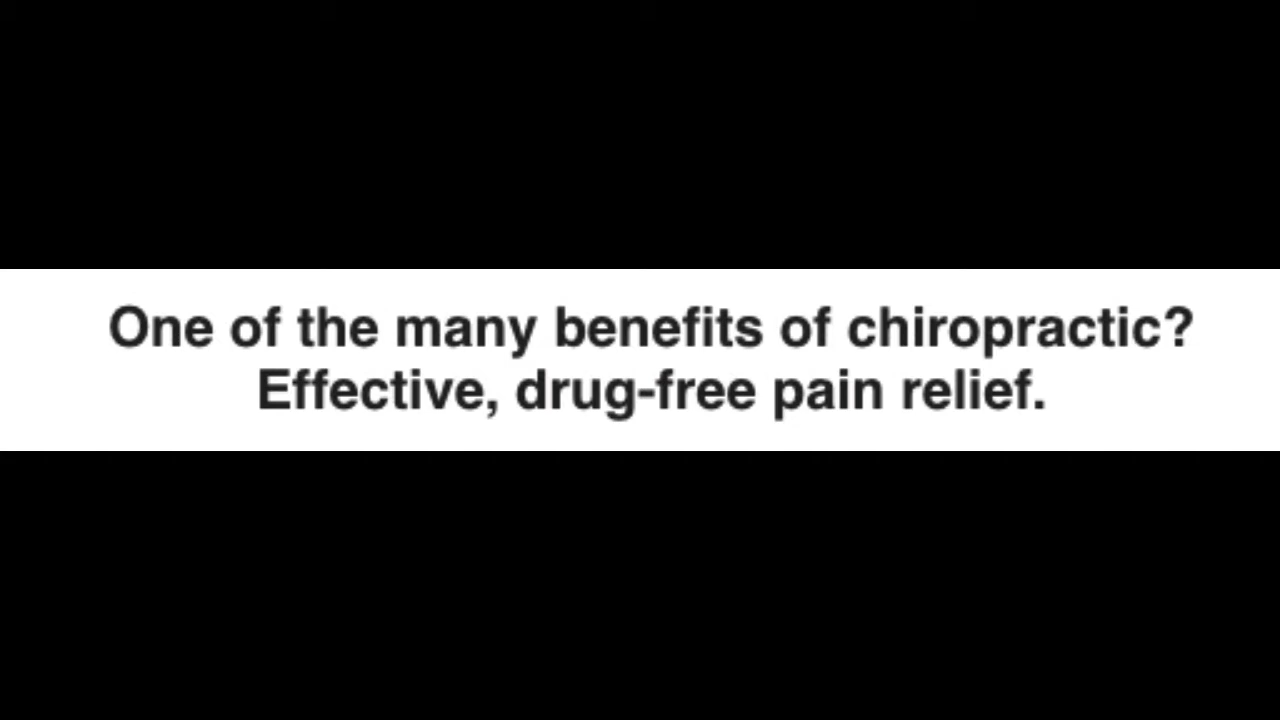 One of the many benefits of chiropractic?
Effective, drug-free pain relief.